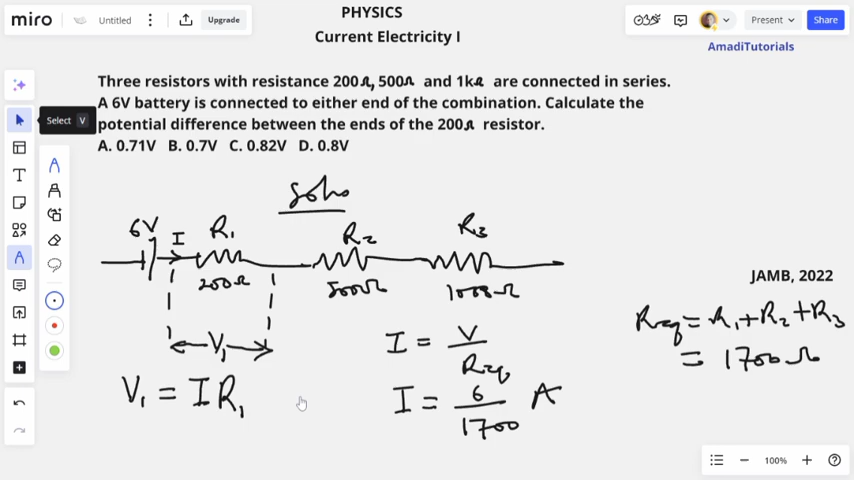 miro
Untitled
Upgrade
PHYSICS
Current Electricity I
Present
Share
AmadiTutorials
Select V
Three resistors with resistance 200Ω, 500Ω and 1kΩ are connected in series.
A 6V battery is connected to either end of the combination. Calculate the
potential difference between the ends of the 200Ω resistor.
A. 0.71V B. 0.7V C. 0.82V D. 0.8V
Soln
6V I R₁ R₂ R₃
200Ω 500Ω 1000Ω
V₁
JAMB, 2022
Req = R₁ + R₂ + R₃
= 1700Ω
I = V / Req
V₁ = I R₁
I = 6 / 1700 A
100%